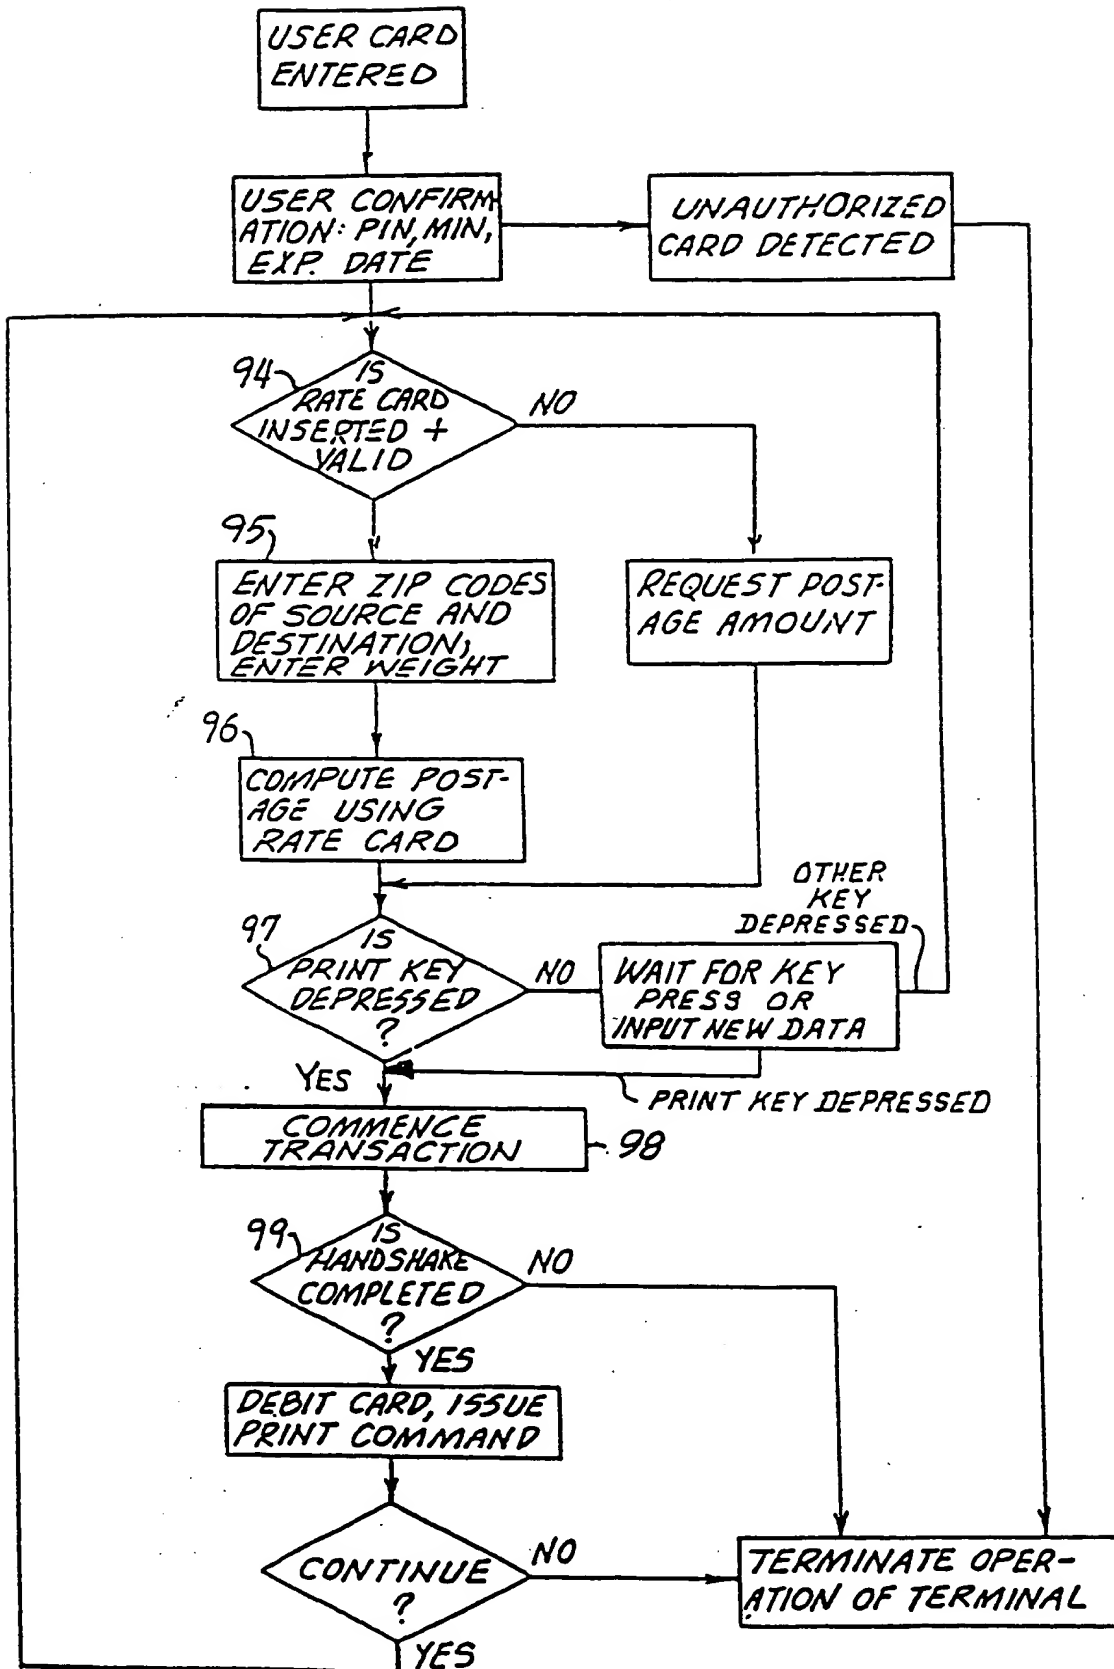 USER CARD
ENTERED
USER CONFIRM-
ATION: PIN, MIN,
EXP. DATE
UNAUTHORIZED
CARD DETECTED
94
IS
RATE CARD
INSERTED +
VALID
NO
95
ENTER ZIP CODES
OF SOURCE AND
DESTINATION;
ENTER WEIGHT
REQUEST POST-
AGE AMOUNT
96
COMPUTE POST-
AGE USING
RATE CARD
OTHER
KEY
DEPRESSED
97
IS
PRINT KEY
DEPRESSED
?
NO
WAIT FOR KEY
PRESS OR
INPUT NEW DATA
YES
PRINT KEY DEPRESSED
COMMENCE
TRANSACTION
98
99
IS
HANDSHAKE
COMPLETED
?
NO
YES
DEBIT CARD, ISSUE
PRINT COMMAND
CONTINUE
?
NO
TERMINATE OPER-
ATION OF TERMINAL
YES